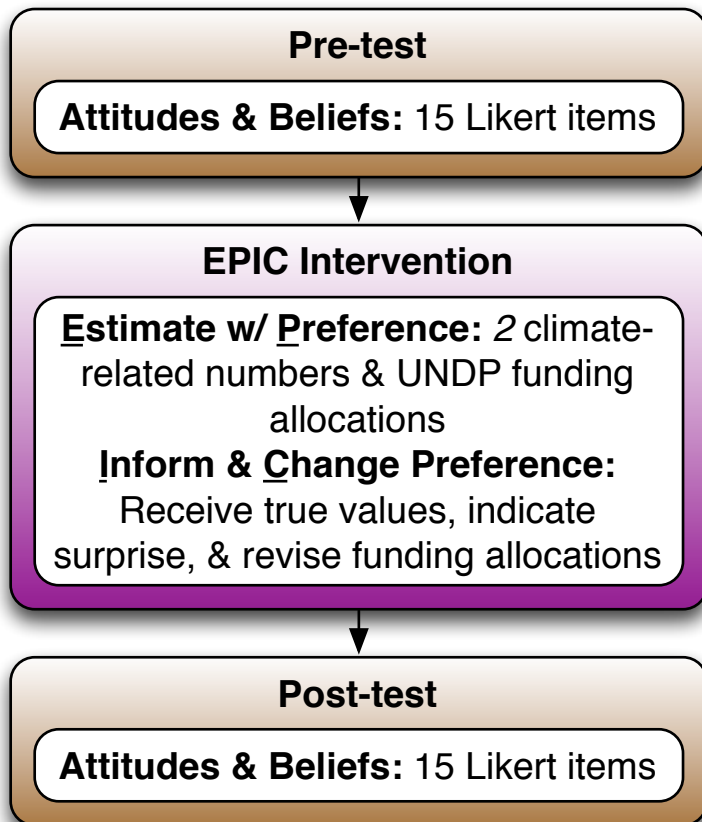 Pre-test
Attitudes & Beliefs: 15 Likert items
EPIC Intervention
Estimate w/ Preference: 2 climate-
related numbers & UNDP funding
allocations
Inform & Change Preference:
Receive true values, indicate
surprise, & revise funding allocations
Post-test
Attitudes & Beliefs: 15 Likert items